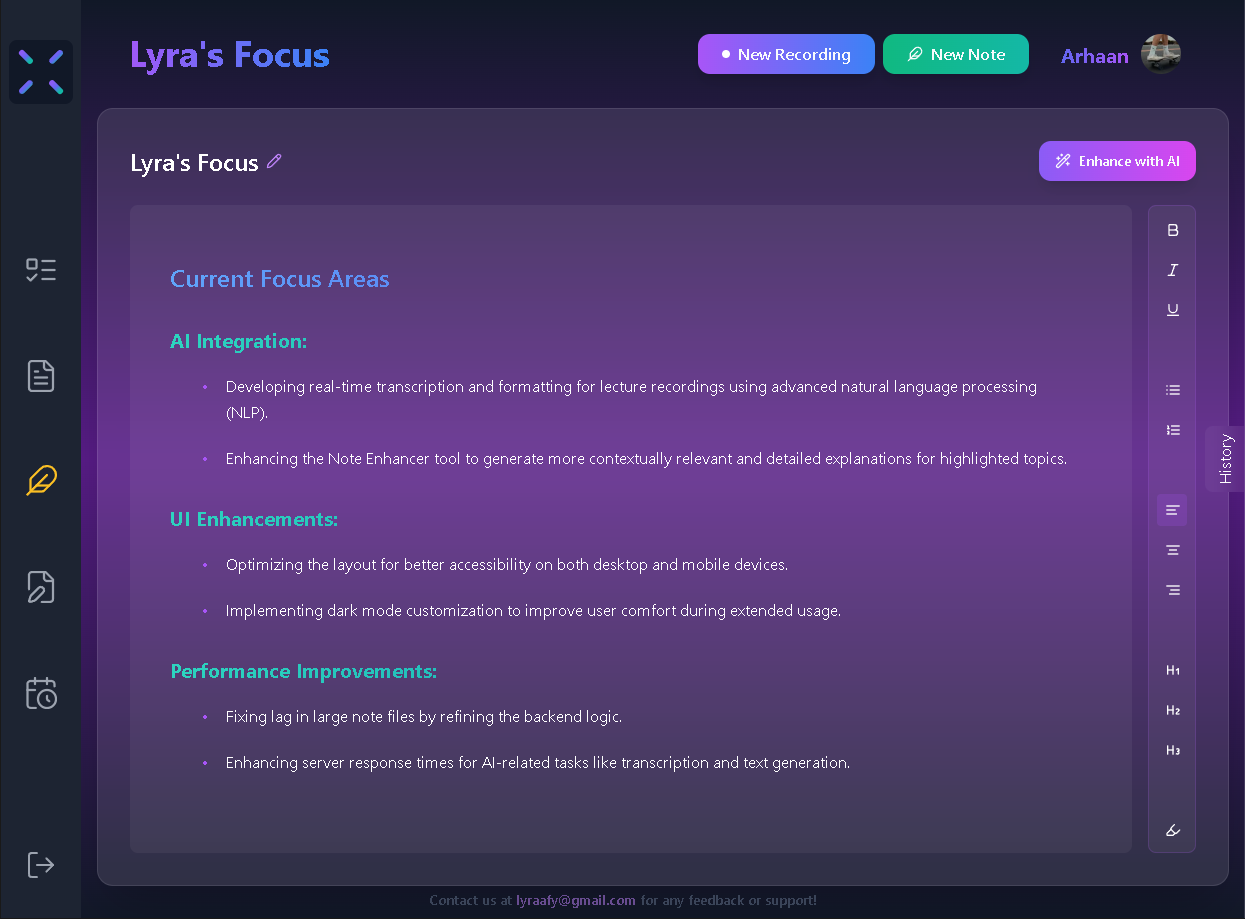 Lyra's Focus
New Recording
New Note
Arhaan
Lyra's Focus
Enhance with AI
Current Focus Areas
AI Integration:
• Developing real-time transcription and formatting for lecture recordings using advanced natural language processing
(NLP).
• Enhancing the Note Enhancer tool to generate more contextually relevant and detailed explanations for highlighted topics.
UI Enhancements:
• Optimizing the layout for better accessibility on both desktop and mobile devices.
• Implementing dark mode customization to improve user comfort during extended usage.
Performance Improvements:
• Fixing lag in large note files by refining the backend logic.
• Enhancing server response times for AI-related tasks like transcription and text generation.
B
I
U
H1
H2
H3
History
Contact us at lyraafy@gmail.com for any feedback or support!